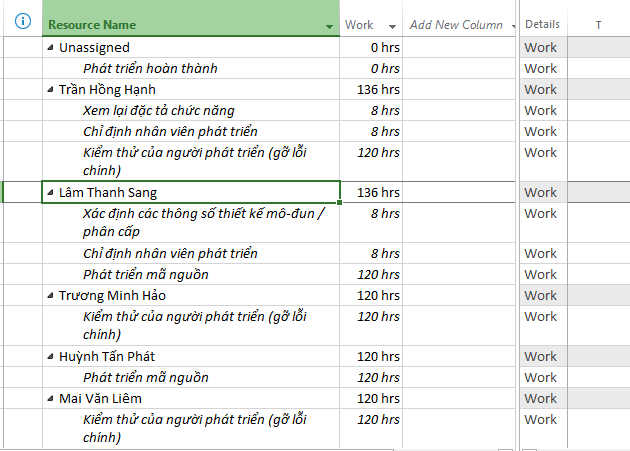 Resource Name Work Add New Column Details T
Unassigned 0 hrs Work
Phát triển hoàn thành 0 hrs Work
Trần Hồng Hạnh 136 hrs Work
Xem lại đặc tả chức năng 8 hrs Work
Chỉ định nhân viên phát triển 8 hrs Work
Kiểm thử của người phát triển (gỡ lỗi 120 hrs Work
chính)
Lâm Thanh Sang 136 hrs Work
Xác định các thông số thiết kế mô-đun / 8 hrs Work
phân cấp
Chỉ định nhân viên phát triển 8 hrs Work
Phát triển mã nguồn 120 hrs Work
Trương Minh Hảo 120 hrs Work
Kiểm thử của người phát triển (gỡ lỗi 120 hrs Work
chính)
Huỳnh Tấn Phát 120 hrs Work
Phát triển mã nguồn 120 hrs Work
Mai Văn Liêm 120 hrs Work
Kiểm thử của người phát triển (gỡ lỗi 120 hrs Work
chính)